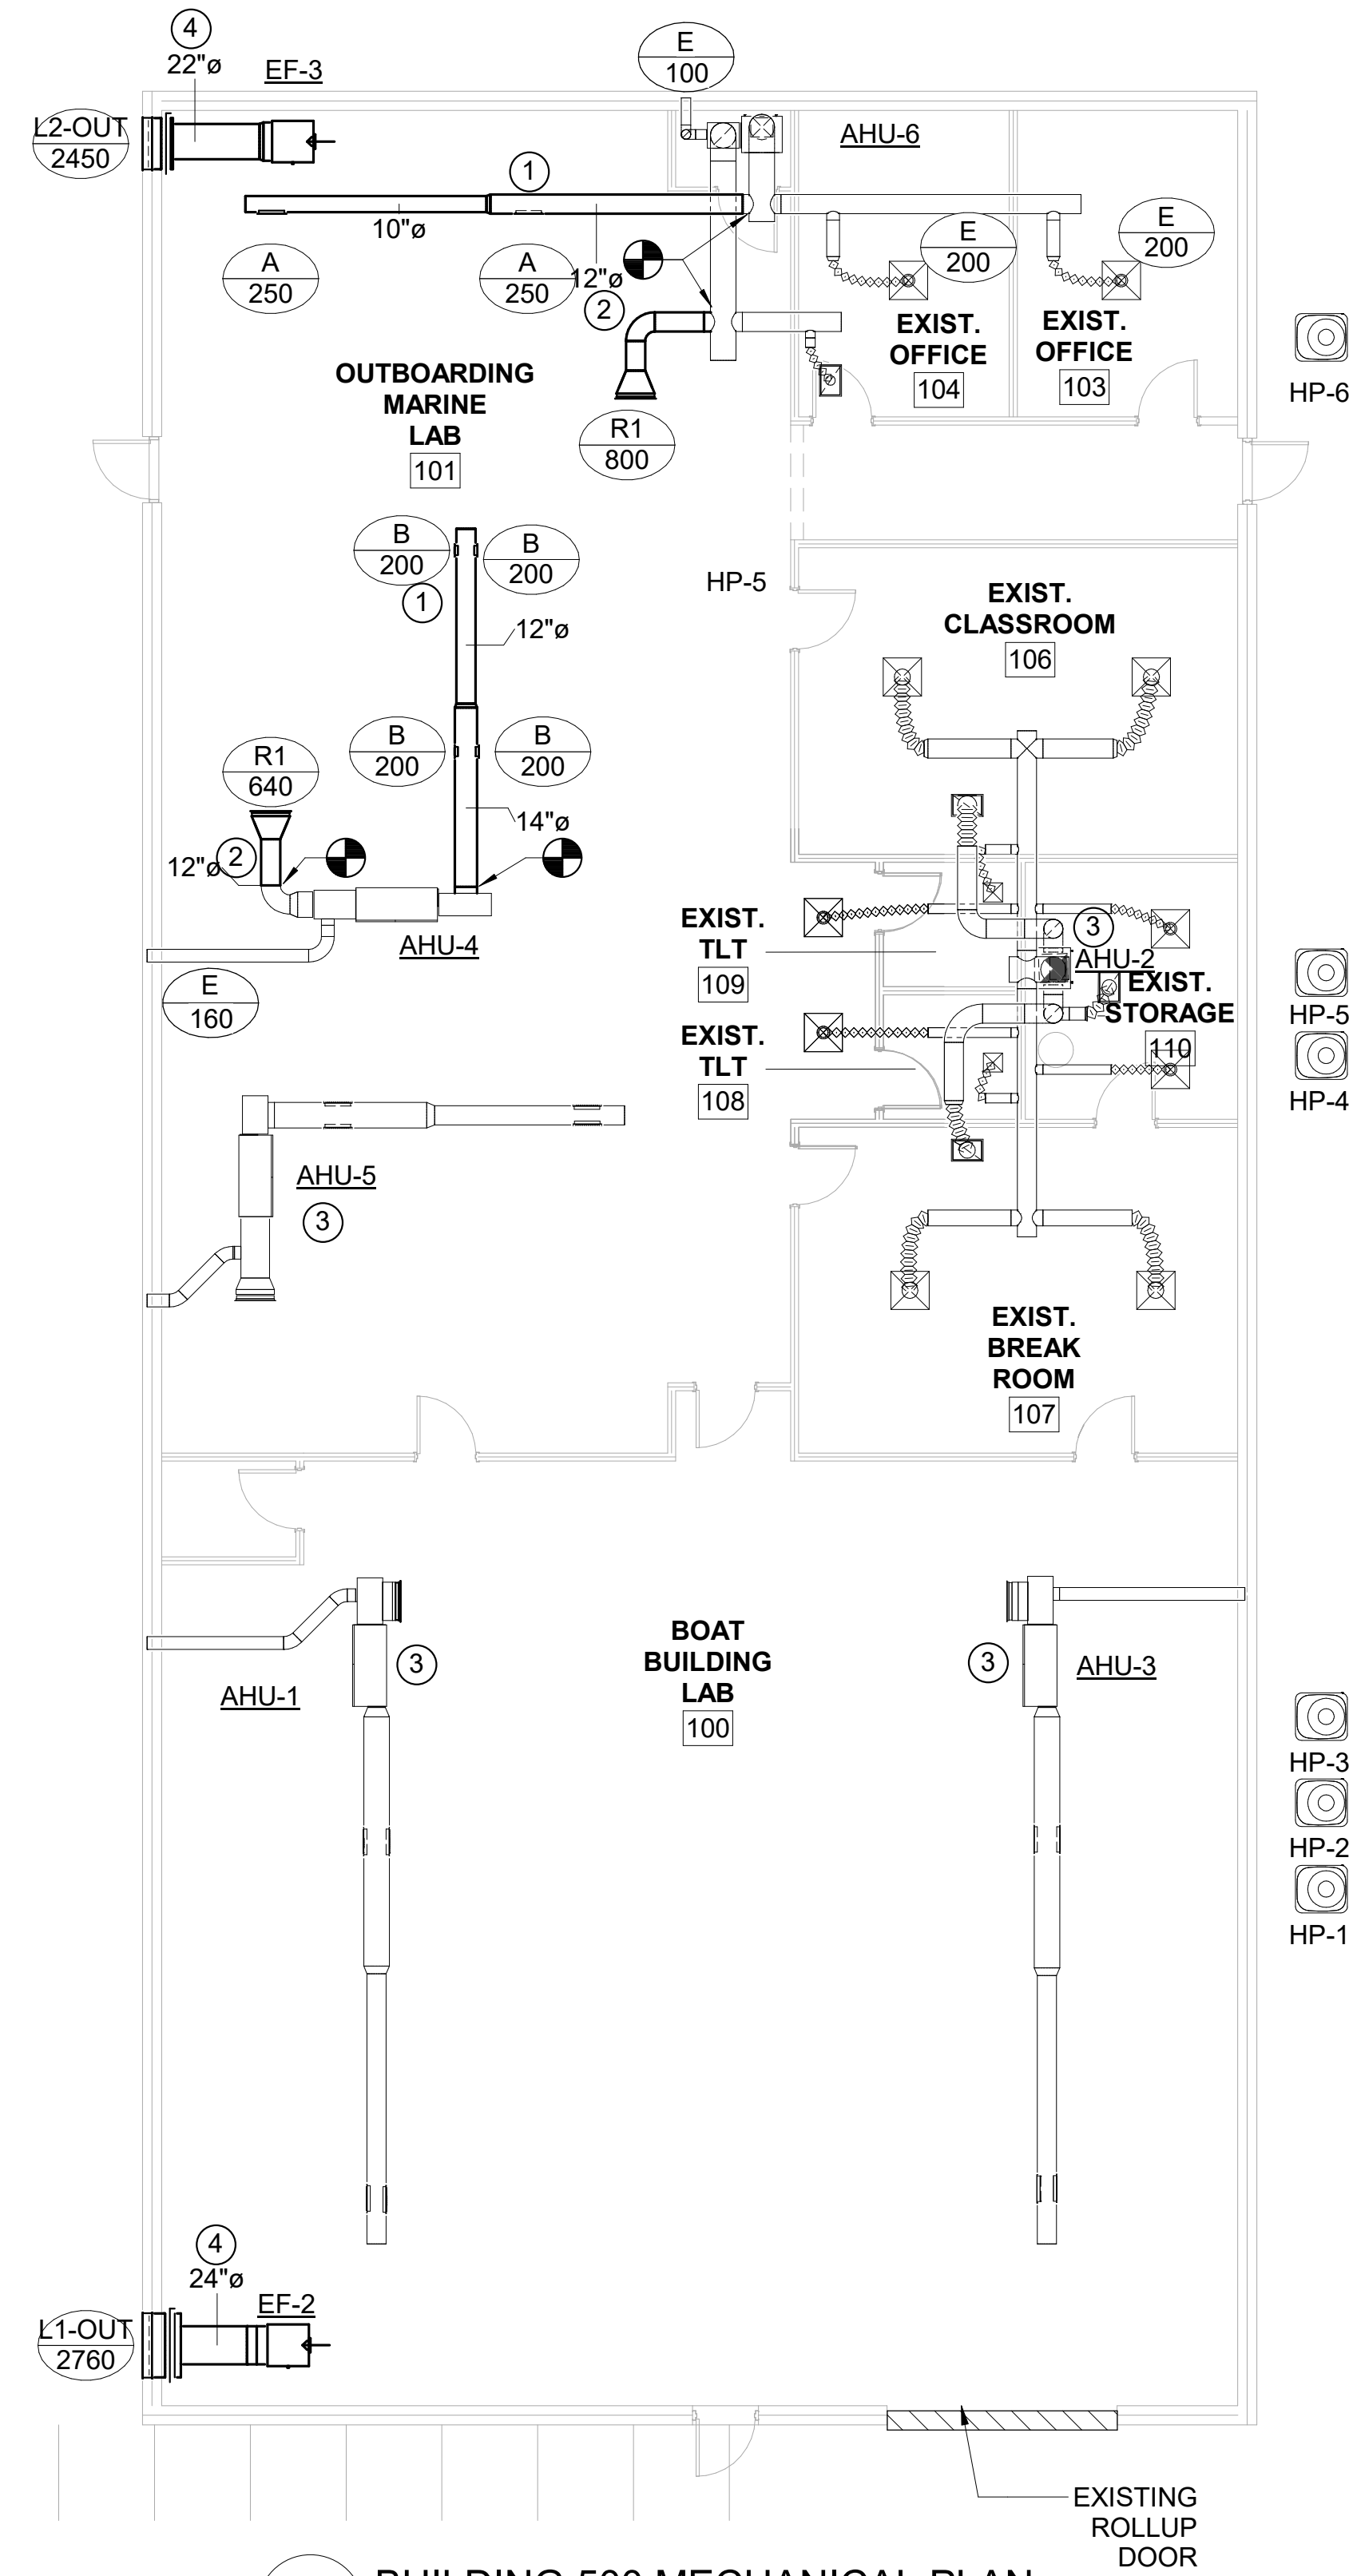 4
22"ø
EF-3
L2-OUT
2450
E
100
AHU-6
1
10"ø
A
250
A
250
12"ø
2
E
200
E
200
EXIST.
OFFICE
104
EXIST.
OFFICE
103
HP-6
OUTBOARDING
MARINE
LAB
101
R1
800
B
200
B
200
1
12"ø
HP-5
EXIST.
CLASSROOM
106
B
200
B
200
R1
640
14"ø
12"ø
2
AHU-4
E
160
EXIST.
TLT
109
3
AHU-2
EXIST.
STORAGE
110
EXIST.
TLT
108
HP-5
HP-4
AHU-5
3
EXIST.
BREAK
ROOM
107
AHU-1
3
BOAT
BUILDING
LAB
100
3
AHU-3
HP-3
HP-2
HP-1
4
24"ø
EF-2
L1-OUT
2760
EXISTING
ROLLUP
DOOR
BUILDING 500 MECHANICAL PLAN